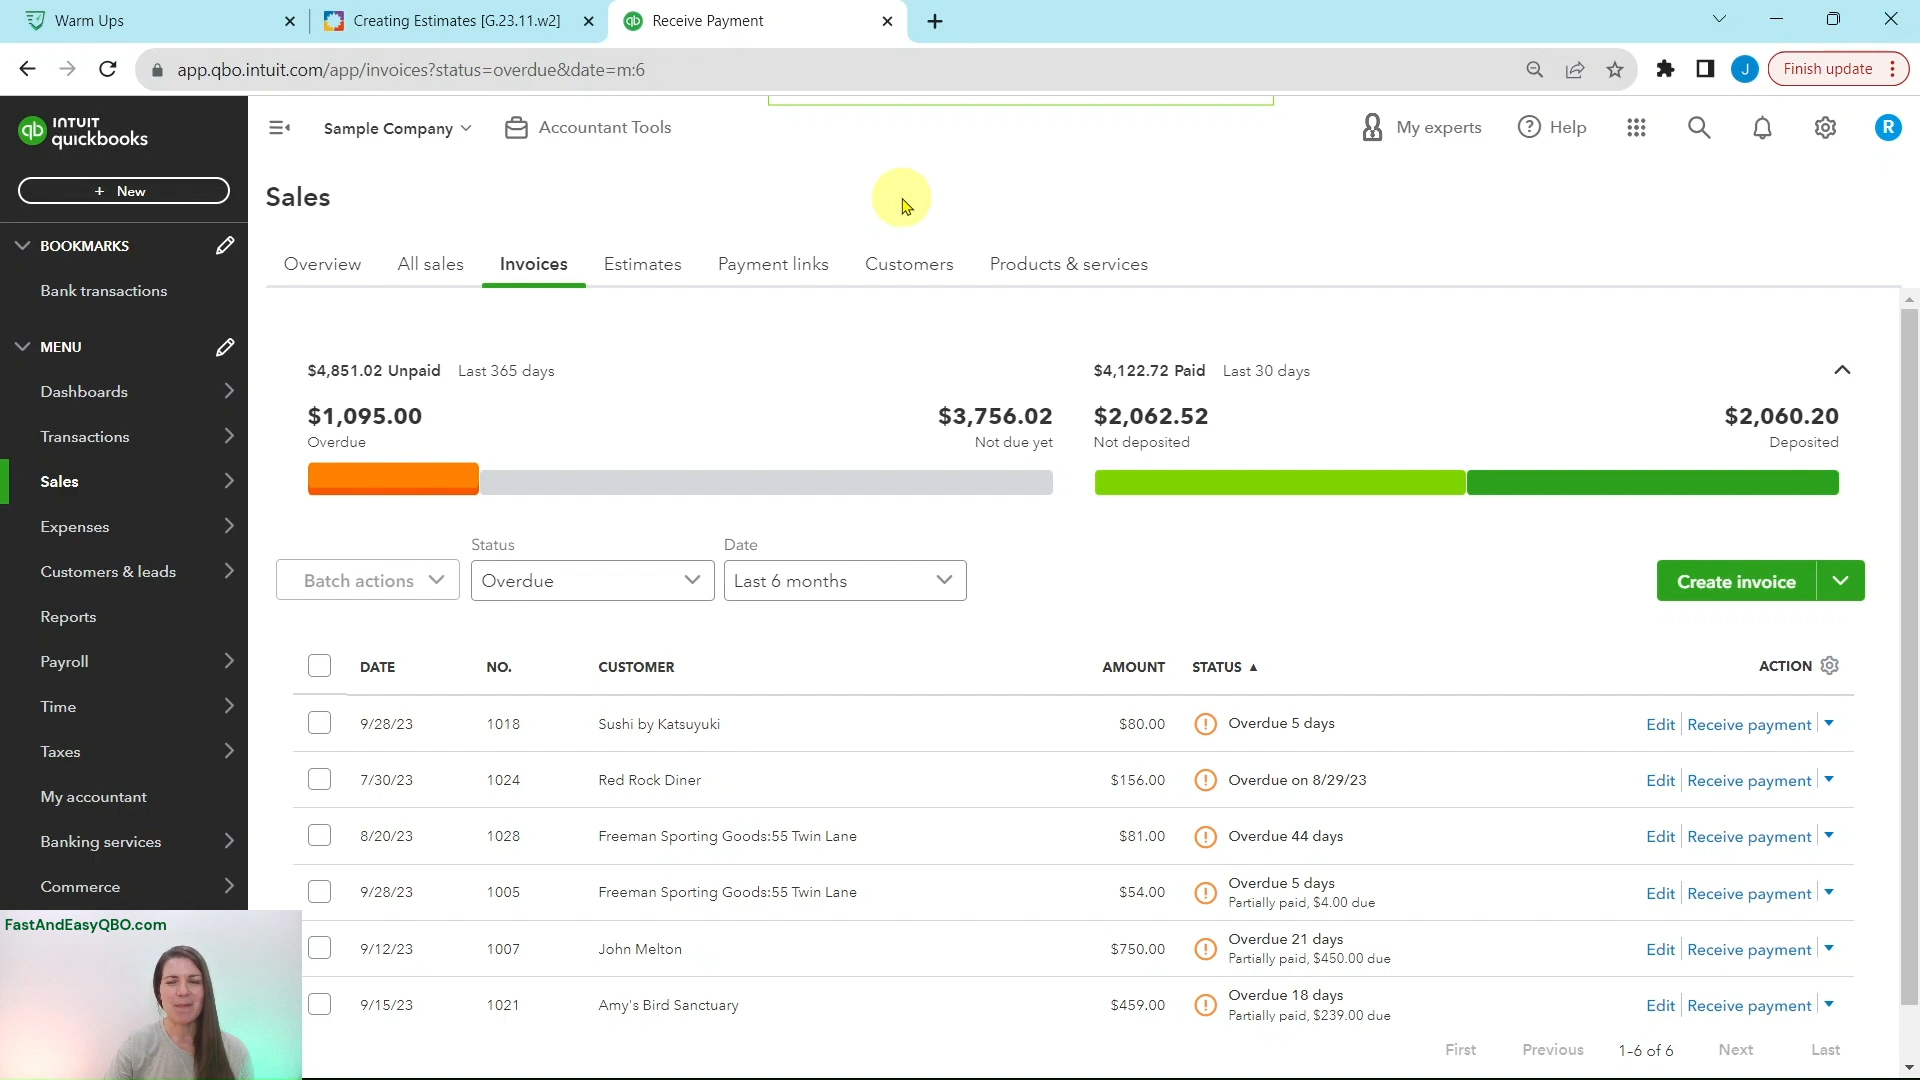 Warm Ups
Creating Estimates [G.23.11.w2]
Receive Payment
app.qbo.intuit.com/app/invoices?status=overdue&date=m:6
J
Finish update
qb INTUIT quickbooks
Sample Company
Accountant Tools
My experts
Help
R
+ New
BOOKMARKS
Bank transactions
MENU
Dashboards
Transactions
Sales
Expenses
Customers & leads
Reports
Payroll
Time
Taxes
My accountant
Banking services
Commerce
FastAndEasyQBO.com
Sales
Overview All sales Invoices Estimates Payment links Customers Products & services
$4,851.02 Unpaid Last 365 days
$1,095.00 $3,756.02
Overdue Not due yet
$4,122.72 Paid Last 30 days
$2,062.52 $2,060.20
Not deposited Deposited
Status Date
Batch actions Overdue Last 6 months Create invoice
DATE NO. CUSTOMER AMOUNT STATUS ▲ ACTION
9/28/23 1018 Sushi by Katsuyuki $80.00 Overdue 5 days Edit Receive payment
7/30/23 1024 Red Rock Diner $156.00 Overdue on 8/29/23 Edit Receive payment
8/20/23 1028 Freeman Sporting Goods:55 Twin Lane $81.00 Overdue 44 days Edit Receive payment
9/28/23 1005 Freeman Sporting Goods:55 Twin Lane $54.00 Overdue 5 days Edit Receive payment
Partially paid, $4.00 due
9/12/23 1007 John Melton $750.00 Overdue 21 days Edit Receive payment
Partially paid, $450.00 due
9/15/23 1021 Amy's Bird Sanctuary $459.00 Overdue 18 days Edit Receive payment
Partially paid, $239.00 due
First Previous 1-6 of 6 Next Last